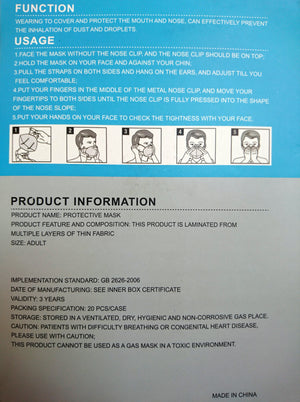 FUNCTION
WEARING TO COVER AND PROTECT THE MOUTH AND NOSE, CAN EFFECTIVELY PREVENT
THE INHALATION OF DUST AND DROPLETS.
USAGE
1.FACE THE MASK WITHOUT THE NOSE CLIP, AND THE NOSE CLIP SHOULD BE ON TOP;
2.HOLD THE MASK ON YOUR FACE AND AGAINST YOUR CHIN;
3.PULL THE STRAPS ON BOTH SIDES AND HANG ON THE EARS, AND ADJUST TILL YOU
FEEL COMFORTABLE;
4.PUT YOUR FINGERS IN THE MIDDLE OF THE METAL NOSE CLIP, AND MOVE YOUR
FINGERTIPS TO BOTH SIDES UNTIL THE NOSE CLIP IS FULLY PRESSED INTO THE SHAPE
OF THE NOSE SLOPE;
5.PUT YOUR HANDS ON YOUR FACE TO CHECK THE TIGHTNESS WITH YOUR FACE.
1 2 3 4 5
PRODUCT INFORMATION
PRODUCT NAME: PROTECTIVE MASK
PRODUCT FEATURE AND COMPOSITION: THIS PRODUCT IS LAMINATED FROM
MULTIPLE LAYERS OF THIN FABRIC
SIZE: ADULT
IMPLEMENTATION STANDARD: GB 2626-2006
DATE OF MANUFACTURING: SEE INNER BOX CERTIFICATE
VALIDITY: 3 YEARS
PACKING SPECIFICATION: 20 PCS/CASE
STORAGE: STORED IN A VENTILATED, DRY, HYGIENIC AND NON-CORROSIVE GAS PLACE.
CAUTION: PATIENTS WITH DIFFICULTY BREATHING OR CONGENITAL HEART DISEASE,
PLEASE USE WITH CAUTION;
THIS PRODUCT CANNOT BE USED AS A GAS MASK IN A TOXIC ENVIRONMENT.
MADE IN CHINA